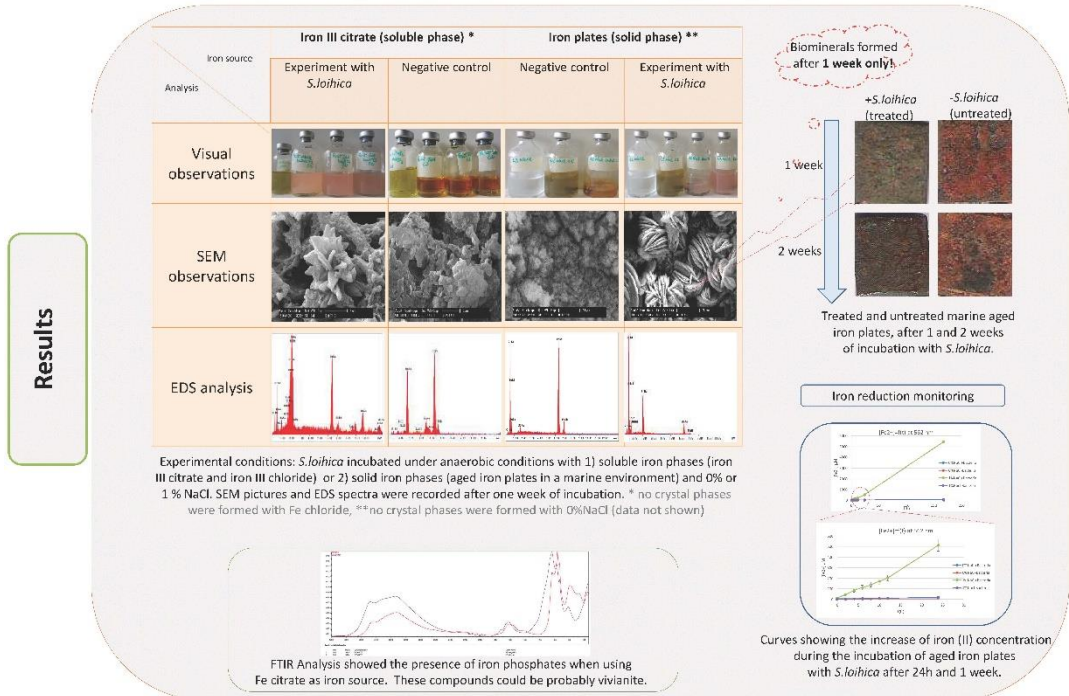 Results
Iron source
Analysis
Iron III citrate (soluble phase) *
Iron plates (solid phase) **
Experiment with
S.loihica
Negative control
Negative control
Experiment with
S.loihica
Visual
observations
SEM
observations
EDS analysis
Experimental conditions: S.loihica incubated under anaerobic conditions with 1) soluble iron phases (iron
III citrate and iron III chloride) or 2) solid iron phases (aged iron plates in a marine environment) and 0% or
1 % NaCl. SEM pictures and EDS spectra were recorded after one week of incubation. * no crystal phases
were formed with Fe chloride, **no crystal phases were formed with 0%NaCl (data not shown)
FTIR Analysis showed the presence of iron phosphates when using
Fe citrate as iron source. These compounds could be probably vivianite.
Biominerals formed
after 1 week only!
+S.loihica
(treated)
-S.loihica
(untreated)
1 week
2 weeks
Treated and untreated marine aged
iron plates, after 1 and 2 weeks
of incubation with S.loihica.
Iron reduction monitoring
Curves showing the increase of iron (II) concentration
during the incubation of aged iron plates
with S.loihica after 24h and 1 week.